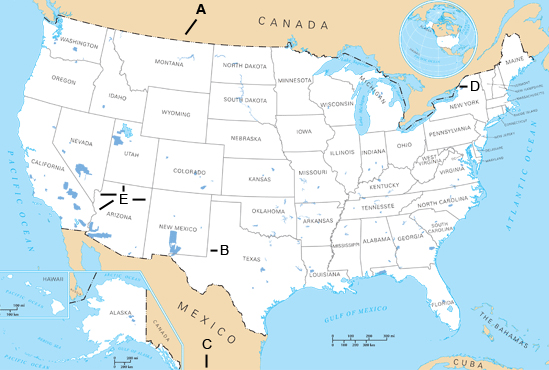 A
CANADA
WASHINGTON
MONTANA
NORTH DAKOTA
MINNESOTA
MAINE
OREGON
IDAHO
SOUTH DAKOTA
WISCONSIN
MICHIGAN
D
NEW YORK
WYOMING
IOWA
NEBRASKA
PENNSYLVANIA
NEVADA
UTAH
COLORADO
KANSAS
MISSOURI
ILLINOIS
INDIANA
OHIO
WEST
VIRGINIA
VIRGINIA
KENTUCKY
CALIFORNIA
E
ARIZONA
NEW MEXICO
B
OKLAHOMA
ARKANSAS
TENNESSEE
NORTH CAROLINA
SOUTH
CAROLINA
MISSISSIPPI
ALABAMA
GEORGIA
TEXAS
LOUISIANA
FLORIDA
PACIFIC OCEAN
ATLANTIC OCEAN
GULF OF MEXICO
HAWAII
ALASKA
CANADA
MEXICO
C
THE BAHAMAS
CUBA